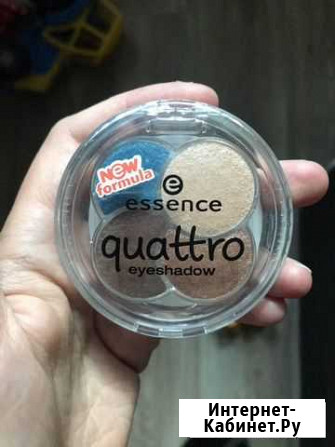 new
formula
essence
quattro
eyeshadow
Интернет-
Кабинет.Ру